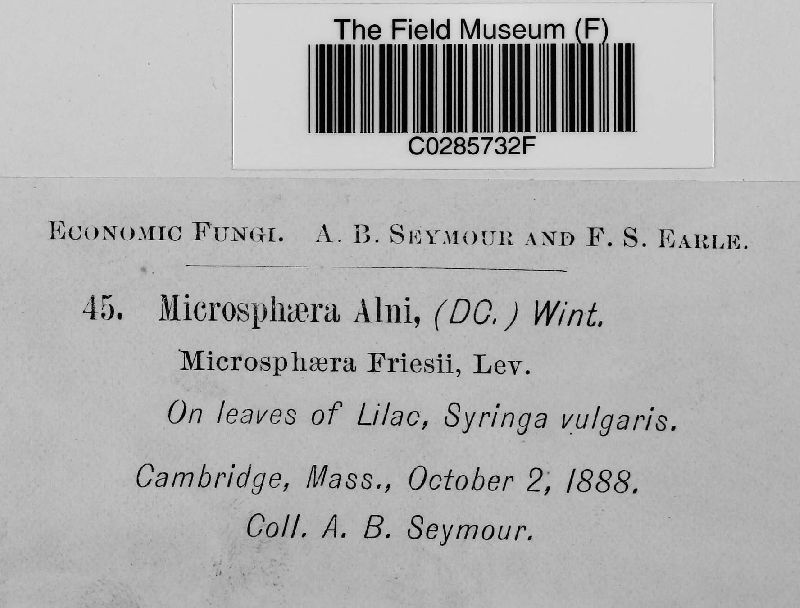 The Field Museum (F)
C0285732F
Economic Fungi. A. B. Seymour and F. S. Earle.
45. Microsphæra Alni, (DC.) Wint.
Microsphæra Friesii, Lev.
On leaves of Lilac, Syringa vulgaris.
Cambridge, Mass., October 2, 1888.
Coll. A. B. Seymour.